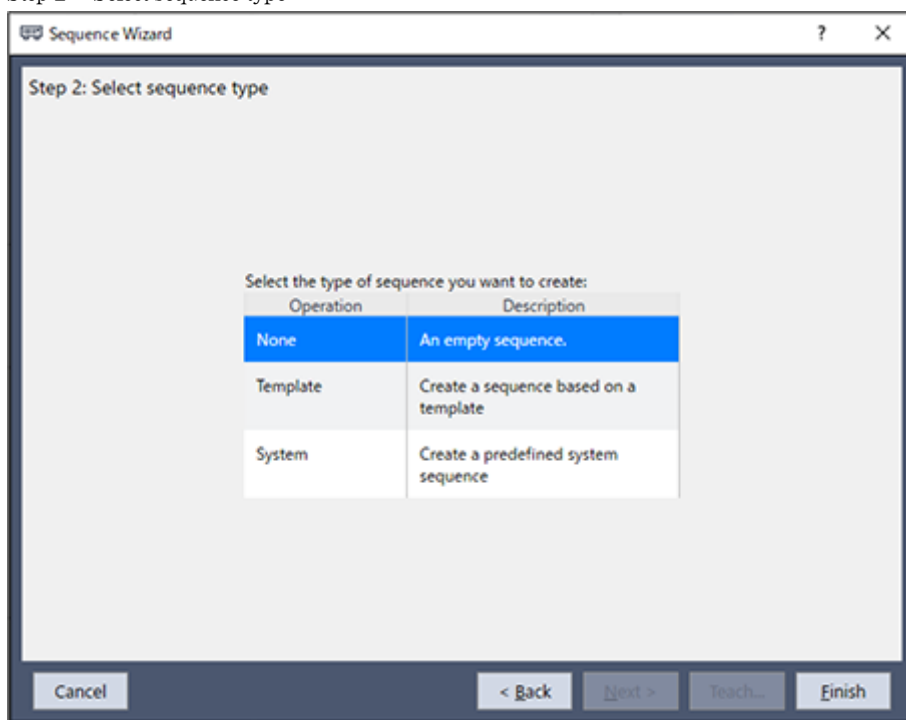 Sequence Wizard
?
Step 2: Select sequence type
Select the type of sequence you want to create:
Operation Description
None An empty sequence.
Template Create a sequence based on a
template
System Create a predefined system
sequence
Cancel < Back Next > Teach... Finish